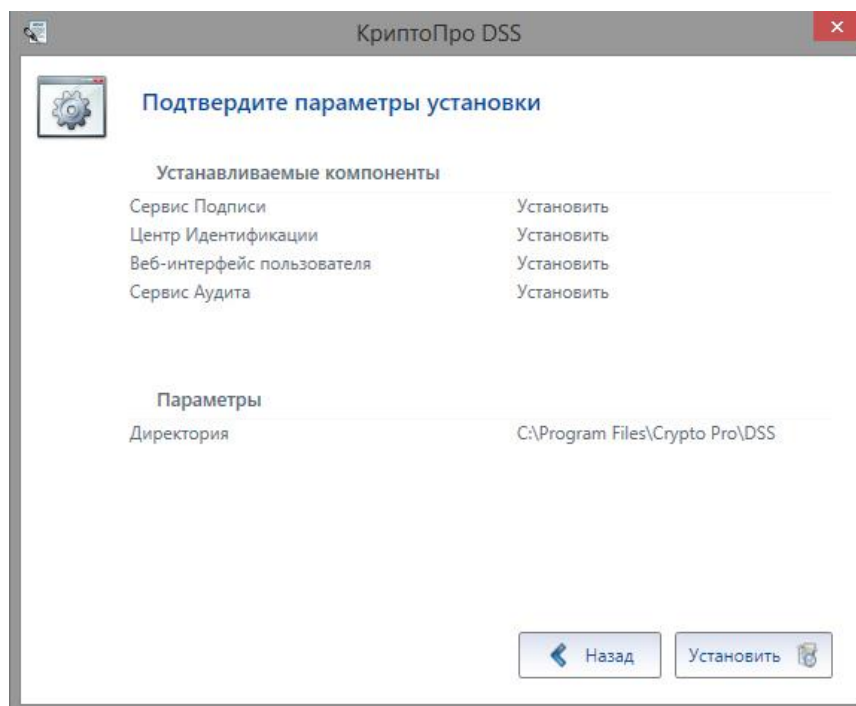 КриптоПро DSS
Подтвердите параметры установки
Устанавливаемые компоненты
Сервис Подписи Установить
Центр Идентификации Установить
Веб-интерфейс пользователя Установить
Сервис Аудита Установить
Параметры
Директория C:\Program Files\Crypto Pro\DSS
Назад Установить